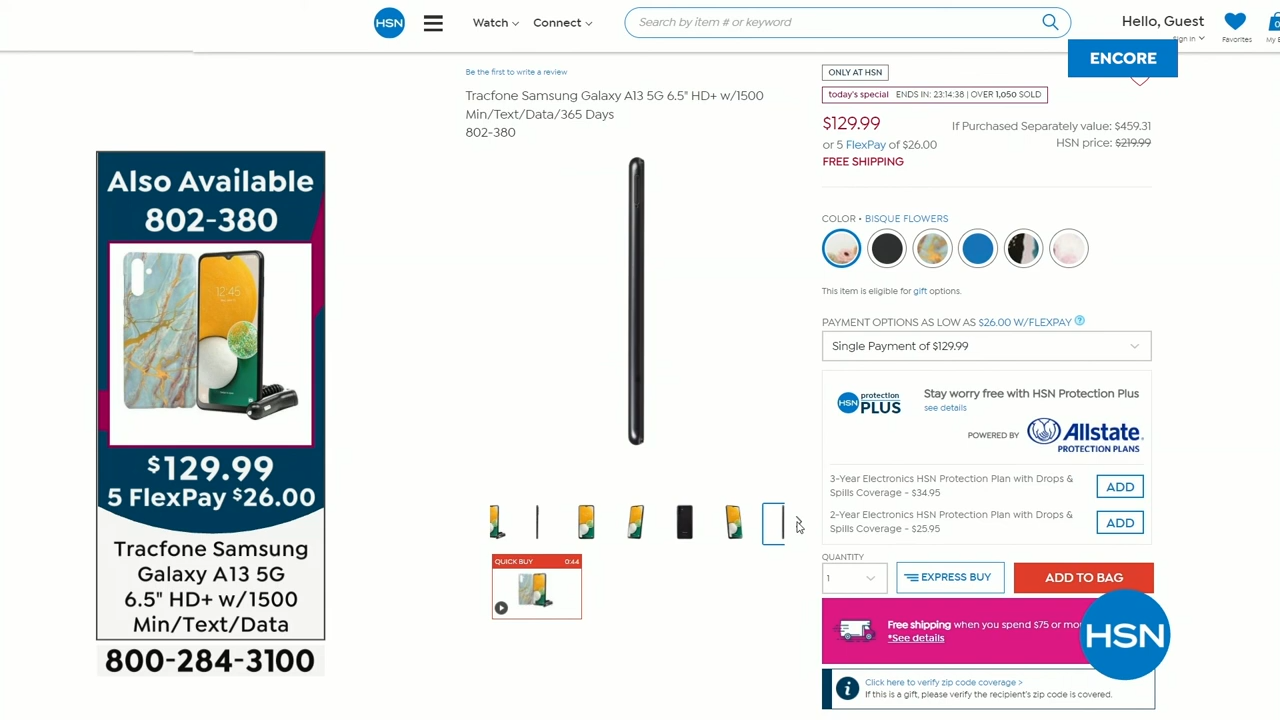 HSN
Watch
Connect
Search by item # or keyword
Hello, Guest
Sign In
Favorites
ENCORE
Be the first to write a review
Tracfone Samsung Galaxy A13 5G 6.5" HD+ w/1500
Min/Text/Data/365 Days
802-380
ONLY AT HSN
today's special ENDS IN: 23:14:38 | OVER 1,050 SOLD
$129.99
If Purchased Separately value: $459.31
or 5 FlexPay of $26.00
HSN price: $219.99
FREE SHIPPING
COLOR • BISQUE FLOWERS
This item is eligible for gift options.
PAYMENT OPTIONS AS LOW AS $26.00 W/FLEXPAY ?
Single Payment of $129.99
HSN protection PLUS
Stay worry free with HSN Protection Plus
see details
POWERED BY Allstate
PROTECTION PLANS
3-Year Electronics HSN Protection Plan with Drops &
Spills Coverage - $34.95
ADD
2-Year Electronics HSN Protection Plan with Drops &
Spills Coverage - $25.95
ADD
QUANTITY
1
EXPRESS BUY
ADD TO BAG
Free shipping when you spend $75 or
*See details
HSN
Click here to verify zip code coverage >
If this is a gift, please verify the recipient's zip code is covered.
QUICK BUY 0:44
Also Available
802-380
12:45
$129.99
5 FlexPay $26.00
Tracfone Samsung
Galaxy A13 5G
6.5" HD+ w/1500
Min/Text/Data
800-284-3100